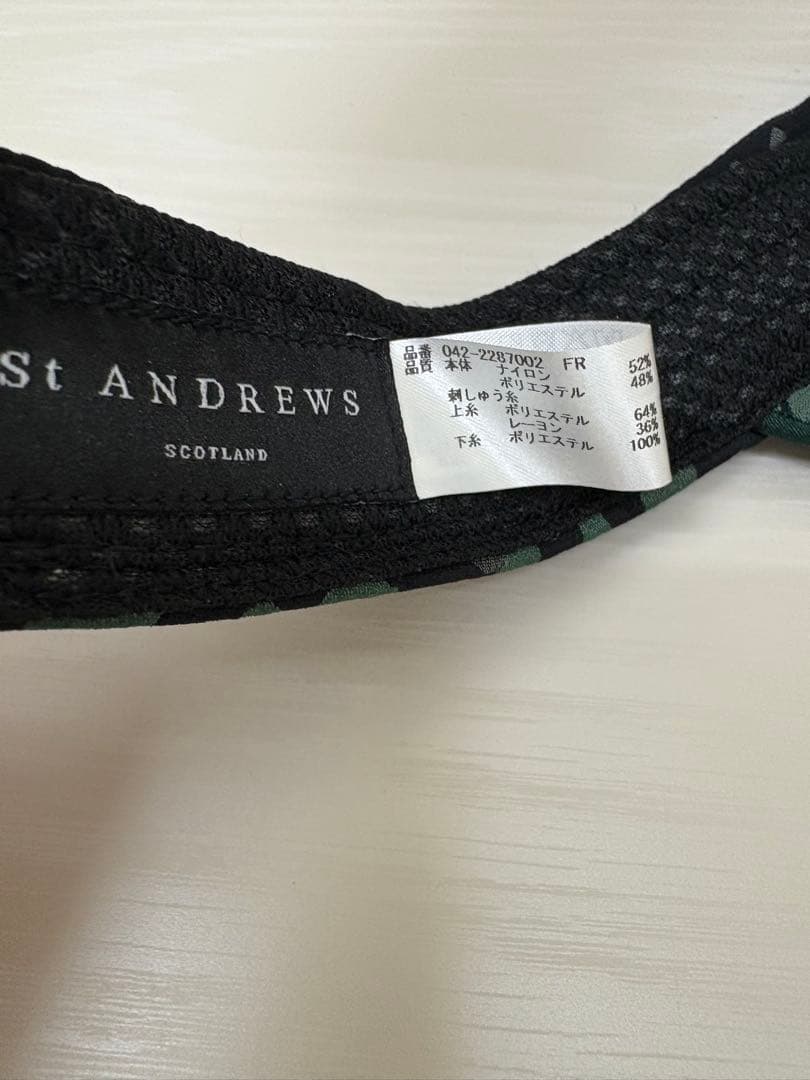 St ANDREWS
SCOTLAND
品番 042-2287002 FR
品質 本体 ナイロン 52%
ポリエステル 48%
刺しゅう糸
上糸 ポリエステル 64%
レーヨン 36%
下糸 ポリエステル 100%